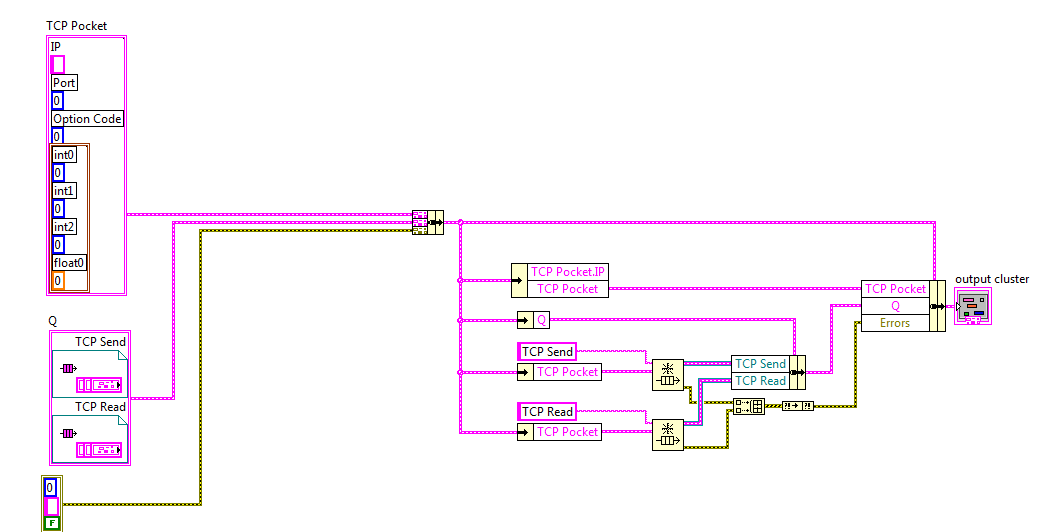 TCP Pocket
IP
Port
0
Option Code
0
int0
0
int1
0
int2
0
float0
0
Q
TCP Send
TCP Read
0
F
TCP Pocket.IP
TCP Pocket
Q
TCP Send
TCP Pocket
TCP Read
TCP Pocket
TCP Send
TCP Read
?! ?!
TCP Pocket
Q
Errors
output cluster